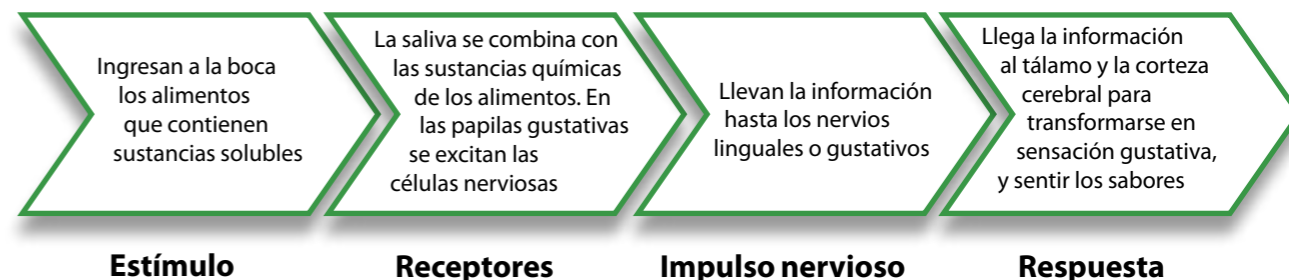 Ingresan a la boca
los alimentos
que contienen
sustancias solubles
La saliva se combina con
las sustancias químicas
de los alimentos. En
las papilas gustativas
se excitan las
células nerviosas
Llevan la información
hasta los nervios
linguales o gustativos
Llega la información
al tálamo y la corteza
cerebral para
transformarse en
sensación gustativa,
y sentir los sabores
Estímulo
Receptores
Impulso nervioso
Respuesta